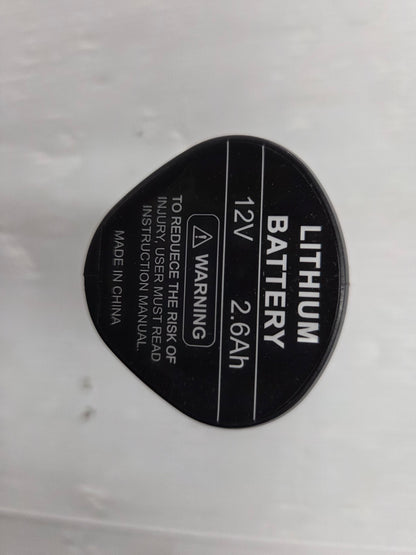 LITHIUM
BATTERY
12V 2.6Ah
WARNING
TO REDUECE THE RISK OF
INJURY, USER MUST READ
INSTRUCTION MANUAL.
MADE IN CHINA